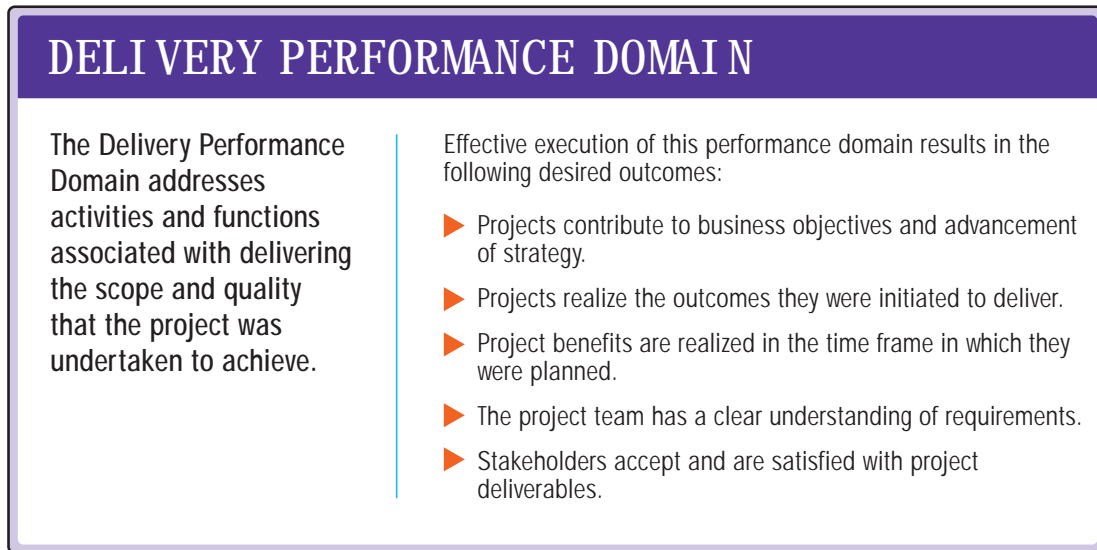 DELIVERY PERFORMANCE DOMAIN
The Delivery Performance
Domain addresses
activities and functions
associated with delivering
the scope and quality
that the project was
undertaken to achieve.
Effective execution of this performance domain results in the
following desired outcomes:
Projects contribute to business objectives and advancement
of strategy.
Projects realize the outcomes they were initiated to deliver.
Project benefits are realized in the time frame in which they
were planned.
The project team has a clear understanding of requirements.
Stakeholders accept and are satisfied with project
deliverables.